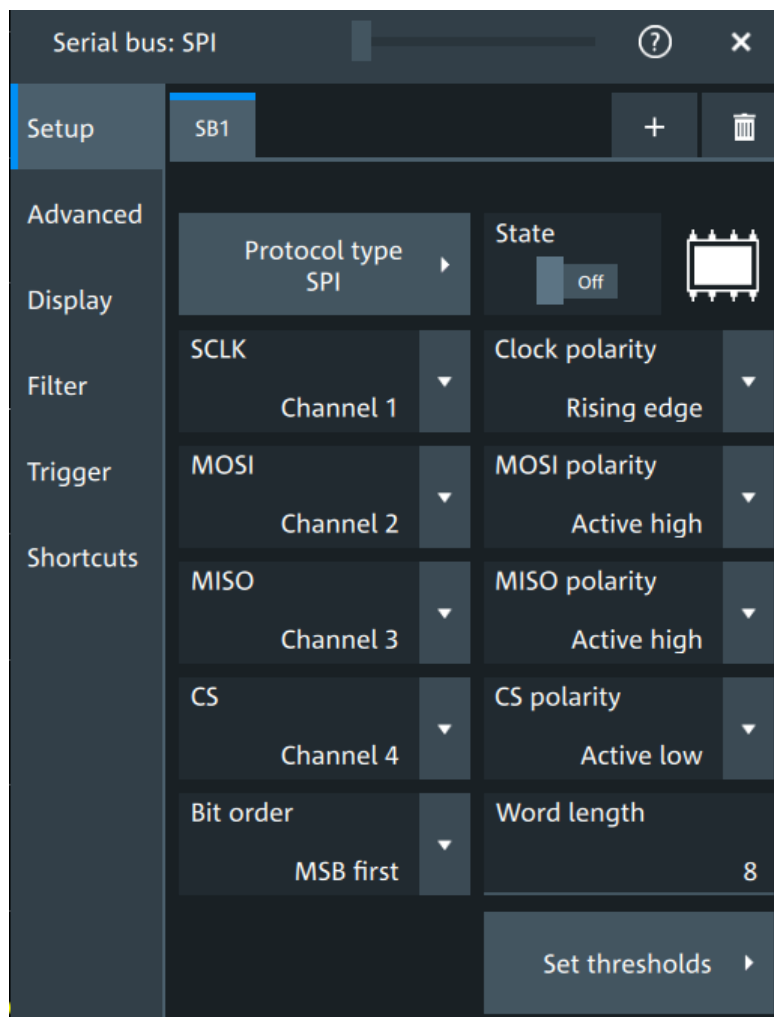 Serial bus: SPI
?
Setup
SB1
+
Advanced
Protocol type
SPI
State
Off
Display
SCLK
Channel 1
Clock polarity
Rising edge
Filter
MOSI
Channel 2
MOSI polarity
Active high
Trigger
Shortcuts
MISO
Channel 3
MISO polarity
Active high
CS
Channel 4
CS polarity
Active low
Bit order
MSB first
Word length
8
Set thresholds